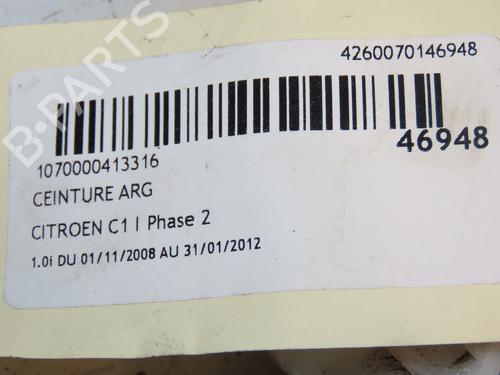 4260070146948
46948
1070000413316
CEINTURE ARG
CITROEN C1 I Phase 2
1.0i DU 01/11/2008 AU 31/01/2012
B-PARTS